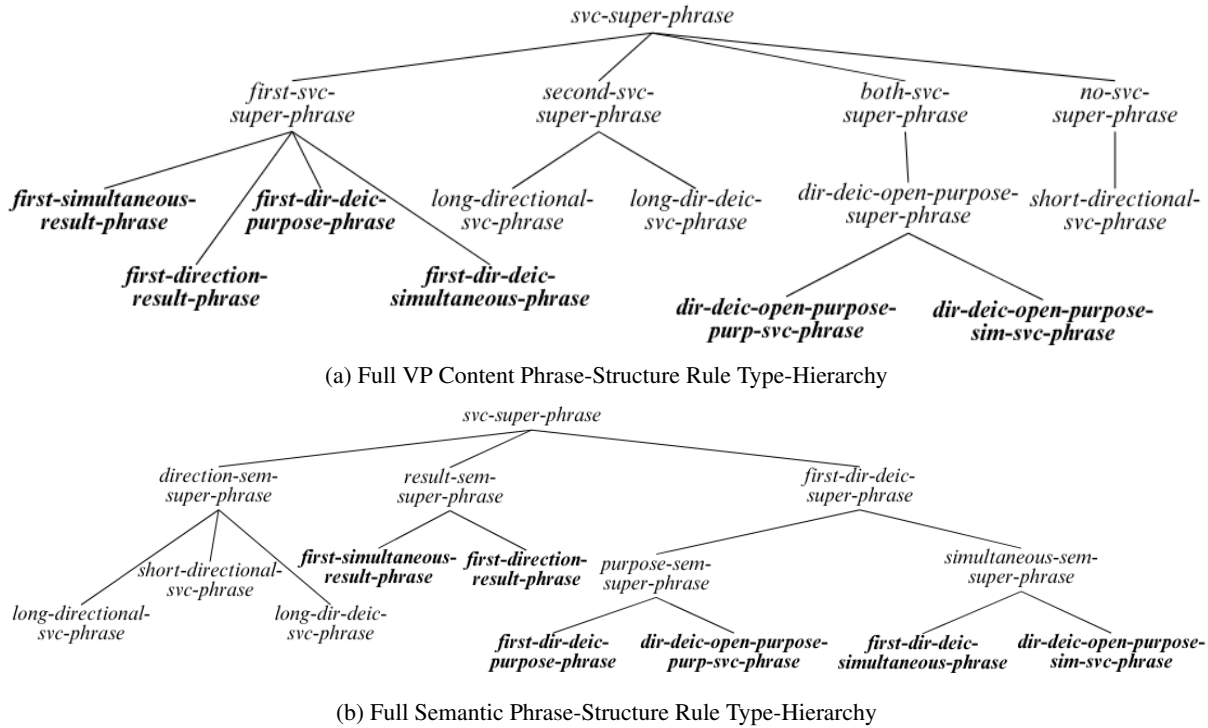 svc-super-phrase
first-svc-
super-phrase
second-svc-
super-phrase
both-svc-
super-phrase
no-svc-
super-phrase
first-simultaneous-
result-phrase
first-dir-deic-
purpose-phrase
long-directional-
svc-phrase
long-dir-deic-
svc-phrase
dir-deic-open-purpose-
super-phrase
short-directional-
svc-phrase
first-direction-
result-phrase
first-dir-deic-
simultaneous-phrase
dir-deic-open-purpose-
purp-svc-phrase
dir-deic-open-purpose-
sim-svc-phrase
(a) Full VP Content Phrase-Structure Rule Type-Hierarchy
svc-super-phrase
direction-sem-
super-phrase
result-sem-
super-phrase
first-dir-deic-
super-phrase
short-directional-
svc-phrase
first-simultaneous-
result-phrase
first-direction-
result-phrase
purpose-sem-
super-phrase
simultaneous-sem-
super-phrase
long-directional-
svc-phrase
long-dir-deic-
svc-phrase
first-dir-deic-
purpose-phrase
dir-deic-open-purpose-
purp-svc-phrase
first-dir-deic-
simultaneous-phrase
dir-deic-open-purpose-
sim-svc-phrase
(b) Full Semantic Phrase-Structure Rule Type-Hierarchy